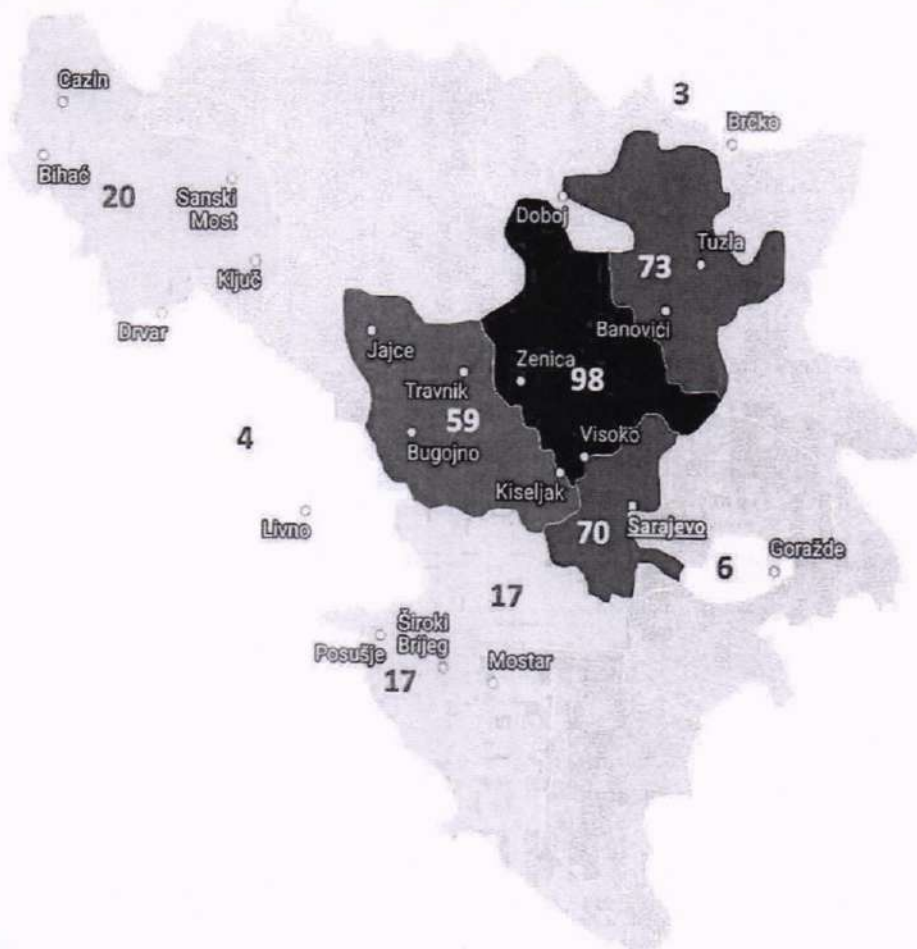 Cazin
3
Brčko
Bihać
20
Sanski
Most
Doboj
Tuzla
73
Ključ
Drvar
Banovići
Jajce
Zenica
98
Travnik
59
4
Bugojno
Visoko
Kiseljak
Livno
70
Sarajevo
6
Goražde
17
Široki
Brijeg
Posušje
Mostar
17